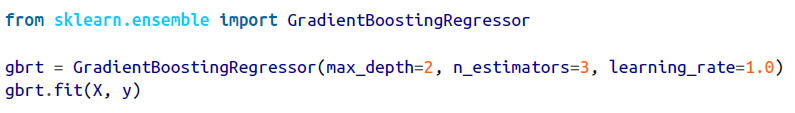 from sklearn.ensemble import GradientBoostingRegressor
gbrt = GradientBoostingRegressor(max_depth=2, n_estimators=3, learning_rate=1.0)
gbrt.fit(X, y)